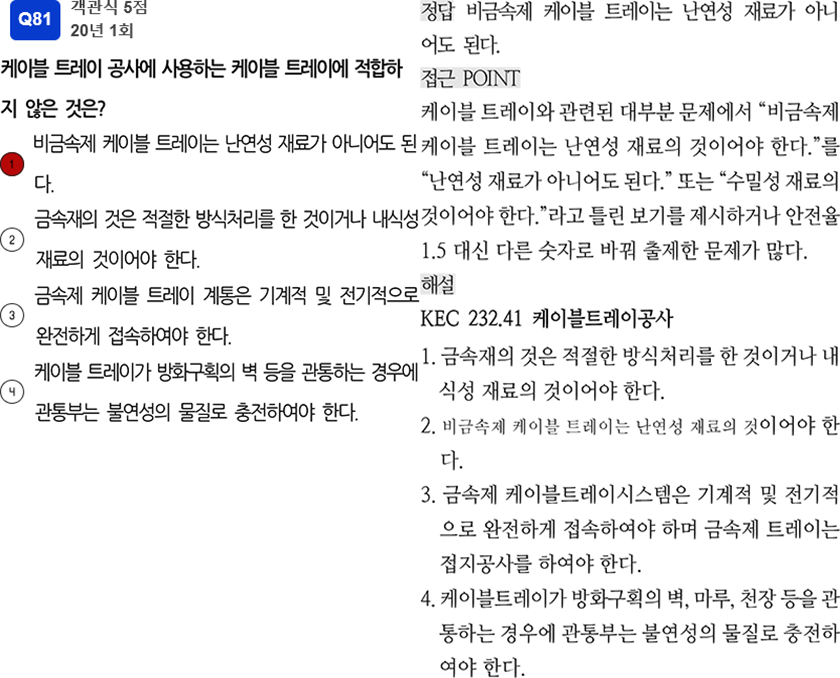 Q81
객관식 5점
20년 1회
케이블 트레이 공사에 사용하는 케이블 트레이에 적합하
지 않은 것은?
1 비금속제 케이블 트레이는 난연성 재료가 아니어도 된
다.
2 금속재의 것은 적절한 방식처리를 한 것이거나 내식성
재료의 것이어야 한다.
3 금속제 케이블 트레이 계통은 기계적 및 전기적으로
완전하게 접속하여야 한다.
4 케이블 트레이가 방화구획의 벽 등을 관통하는 경우에
관통부는 불연성의 물질로 충전하여야 한다.
정답 비금속제 케이블 트레이는 난연성 재료가 아니
어도 된다.
접근 POINT
케이블 트레이와 관련된 대부분 문제에서 “비금속제
케이블 트레이는 난연성 재료의 것이어야 한다.”를
“난연성 재료가 아니어도 된다.” 또는 “수밀성 재료의
것이어야 한다.”라고 틀린 보기를 제시하거나 안전율
1.5 대신 다른 숫자로 바꿔 출제한 문제가 많다.
해설
KEC 232.41 케이블트레이공사
1. 금속재의 것은 적절한 방식처리를 한 것이거나 내
식성 재료의 것이어야 한다.
2. 비금속제 케이블 트레이는 난연성 재료의 것이어야 한
다.
3. 금속제 케이블트레이시스템은 기계적 및 전기적
으로 완전하게 접속하여야 하며 금속제 트레이는
접지공사를 하여야 한다.
4. 케이블트레이가 방화구획의 벽, 마루, 천장 등을 관
통하는 경우에 관통부는 불연성의 물질로 충전하
여야 한다.